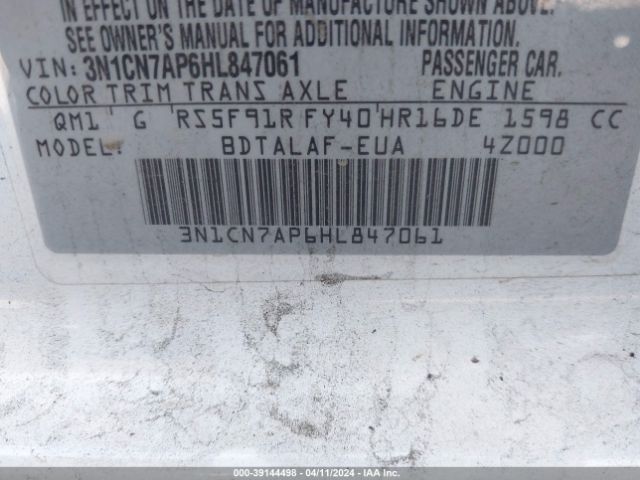 IN EFFECT ON THE DATE OF MANUFACTURE SHOWN ABOVE.
SEE OWNER'S MANUAL FOR ADDITIONAL INFORMATION.
VIN: 3N1CN7AP6HL847061 PASSENGER CAR.
COLOR TRIM TRANS AXLE ENGINE
QM1 G RS5F91R FY40 HR16DE 1598 CC
MODEL: BDTALAF-EUA 4Z000
3N1CN7AP6HL847061
000-39144498 - 04/11/2024 - IAA Inc.